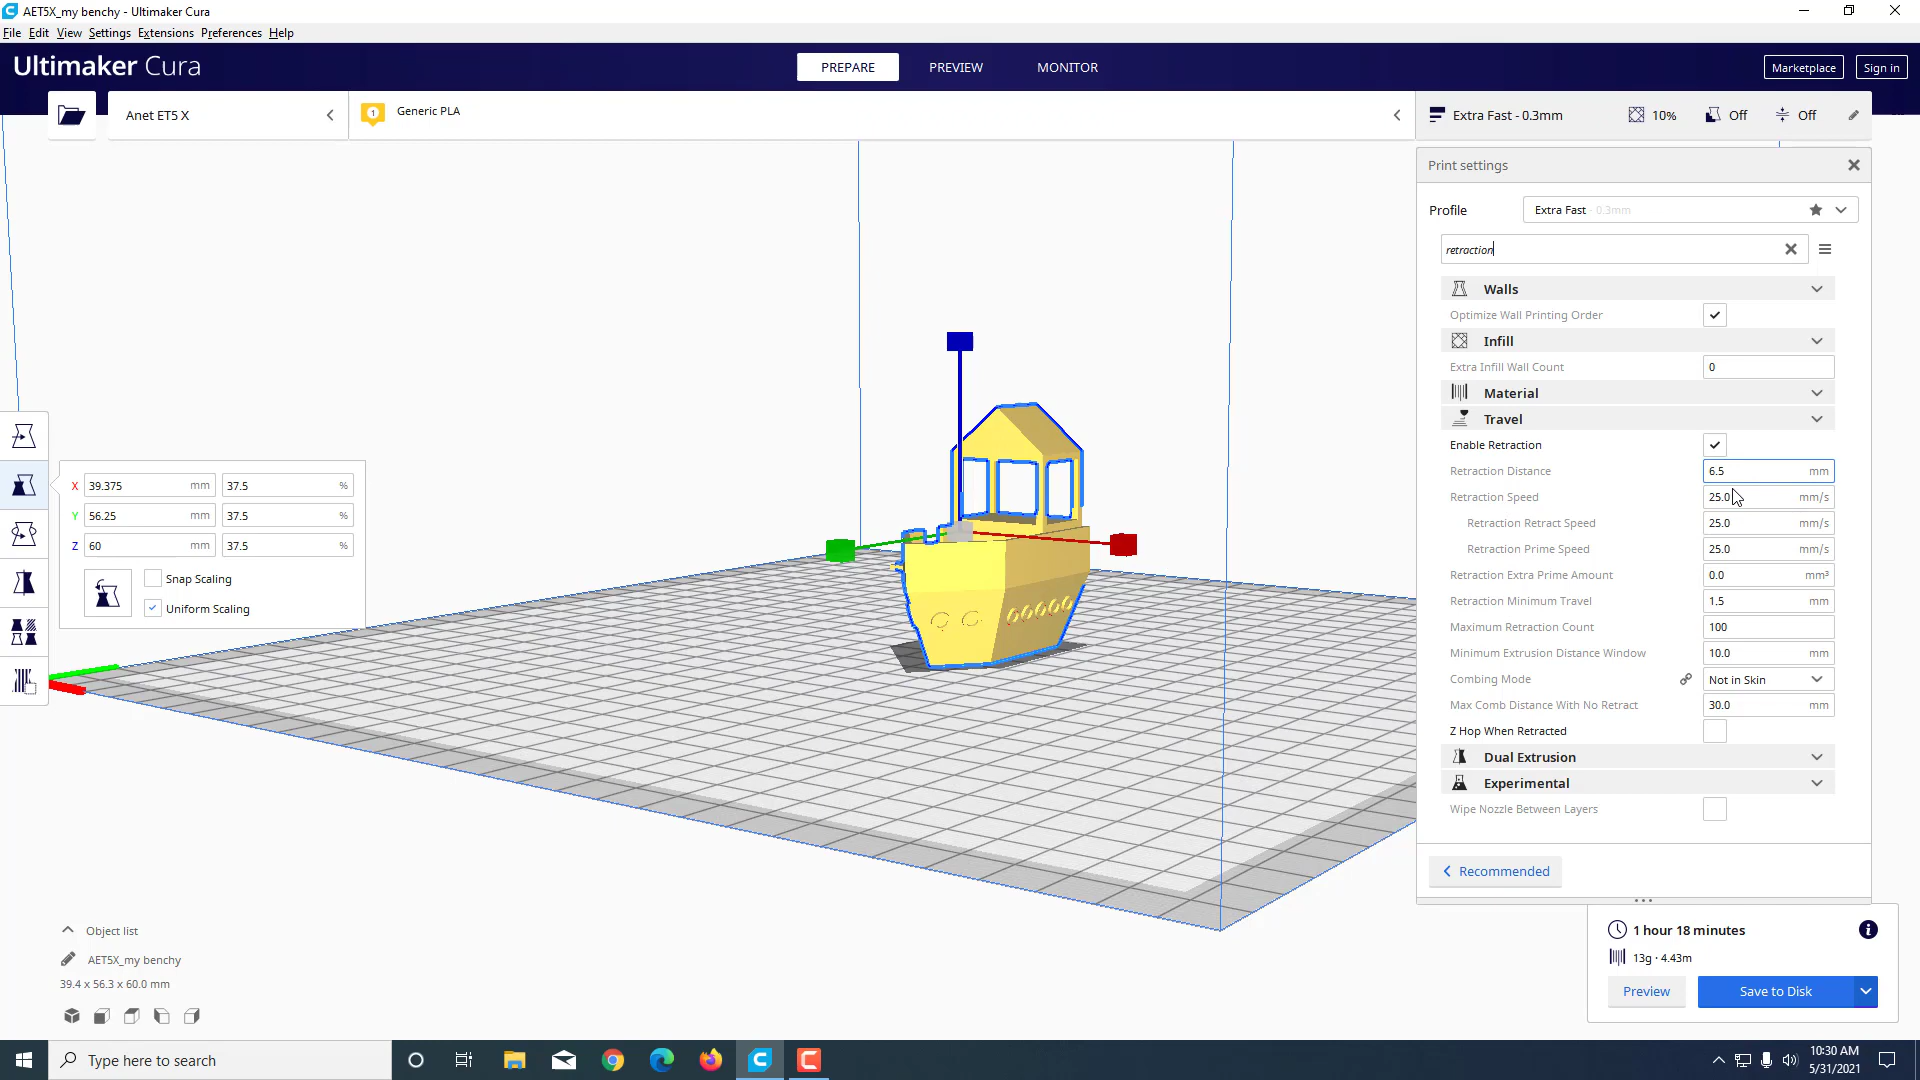 AET5X_my benchy - Ultimaker Cura
File Edit View Settings Extensions Preferences Help
Ultimaker Cura
PREPARE PREVIEW MONITOR
Marketplace Sign in
Anet ET5 X
1 Generic PLA
Extra Fast - 0.3mm 10% Off Off
Print settings
Profile Extra Fast - 0.3mm
retraction
Walls
Optimize Wall Printing Order
Infill
Extra Infill Wall Count 0
Material
Travel
Enable Retraction
Retraction Distance 6.5 mm
Retraction Speed 25.0 mm/s
Retraction Retract Speed 25.0 mm/s
Retraction Prime Speed 25.0 mm/s
Retraction Extra Prime Amount 0.0 mm³
Retraction Minimum Travel 1.5 mm
Maximum Retraction Count 100
Minimum Extrusion Distance Window 10.0 mm
Combing Mode Not in Skin
Max Comb Distance With No Retract 30.0 mm
Z Hop When Retracted
Dual Extrusion
Experimental
Wipe Nozzle Between Layers
Recommended
X 39.375 mm 37.5 %
Y 56.25 mm 37.5 %
Z 60 mm 37.5 %
Snap Scaling
Uniform Scaling
Object list
AET5X_my benchy
39.4 x 56.3 x 60.0 mm
1 hour 18 minutes
13g · 4.43m
Preview Save to Disk
Type here to search
10:30 AM
5/31/2021